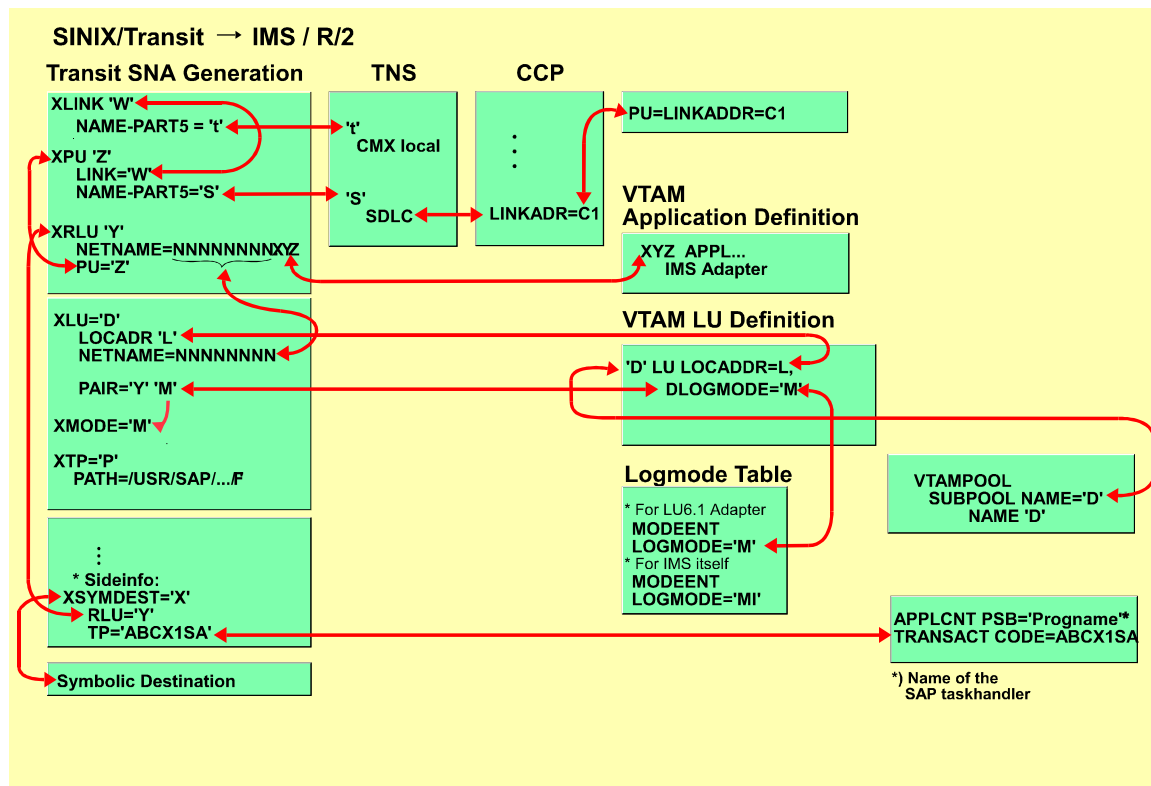 SINIX/Transit → IMS / R/2
Transit SNA Generation
XLINK 'W'
NAME-PART5 = 't'
XPU 'Z'
LINK='W'
NAME-PART5='S'
XRLU 'Y'
NETNAME=NNNNNNNNXYZ
PU='Z'
XLU='D'
LOCADR 'L'
NETNAME=NNNNNNNN
PAIR='Y' 'M'
XMODE='M'
XTP='P'
PATH=/USR/SAP/.../F'
⋮
* Sideinfo:
XSYMDEST='X'
RLU='Y'
TP='ABCX1SA'
Symbolic Destination
TNS
't'
CMX local
'S'
SDLC
CCP
⋮
LINKADR=C1
PU=LINKADDR=C1
VTAM
Application Definition
XYZ APPL...
IMS Adapter
VTAM LU Definition
'D' LU LOCADDR=L,
DLOGMODE='M'
Logmode Table
* For LU6.1 Adapter
MODEENT
LOGMODE='M'
* For IMS itself
MODEENT
LOGMODE='MI'
VTAMPOOL
SUBPOOL NAME='D'
NAME 'D'
APPLCNT PSB='Progname'*
TRANSACT CODE=ABCX1SA
*) Name of the
SAP taskhandler